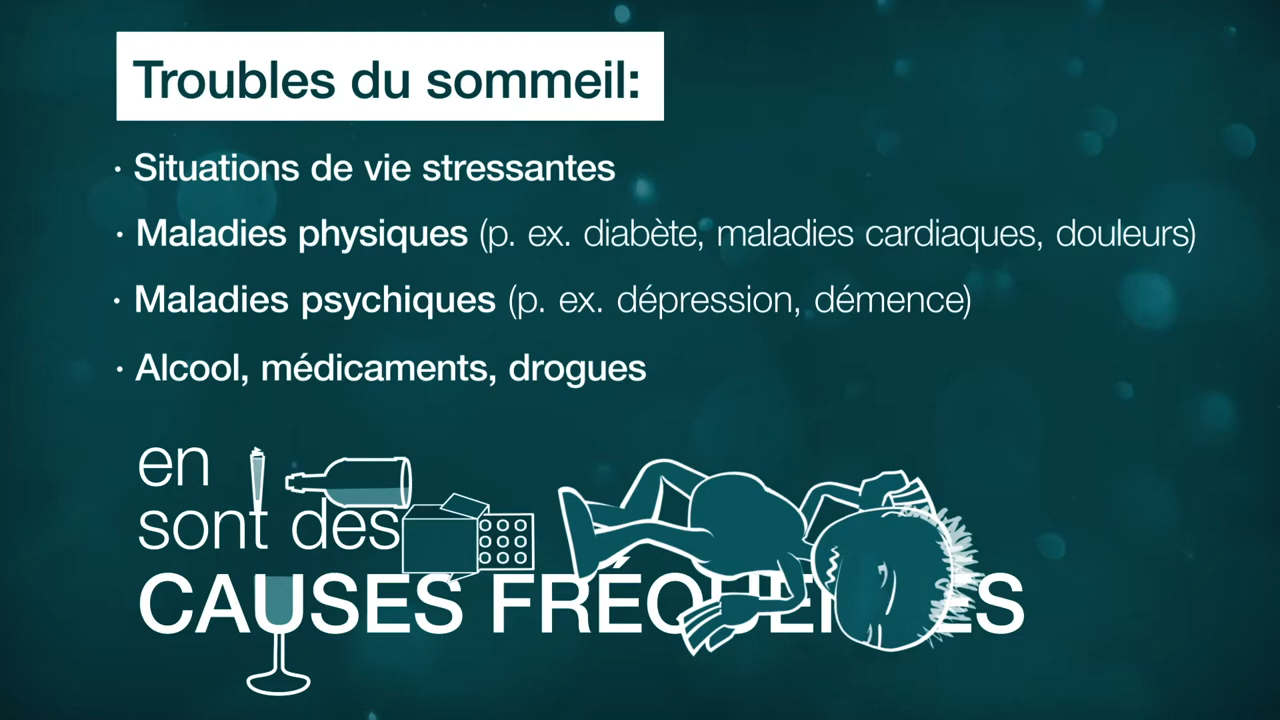 Troubles du sommeil:
· Situations de vie stressantes
· Maladies physiques (p. ex. diabète, maladies cardiaques, douleurs)
· Maladies psychiques (p. ex. dépression, démence)
· Alcool, médicaments, drogues
en
sont des
CAUSES FRÉQUENTES